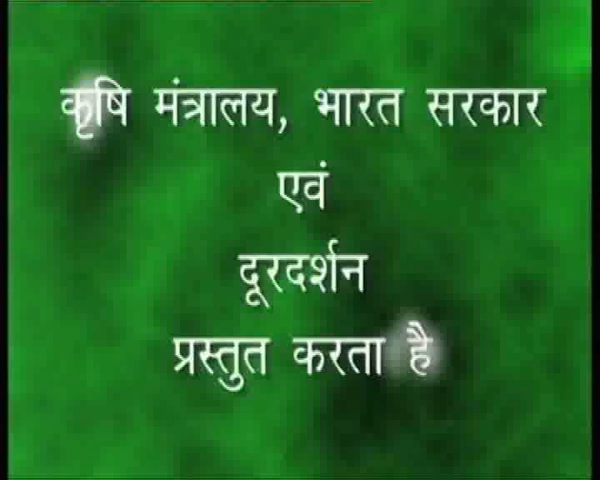 कृषि मंत्रालय, भारत सरकार
एवं
दूरदर्शन
प्रस्तुत करता है